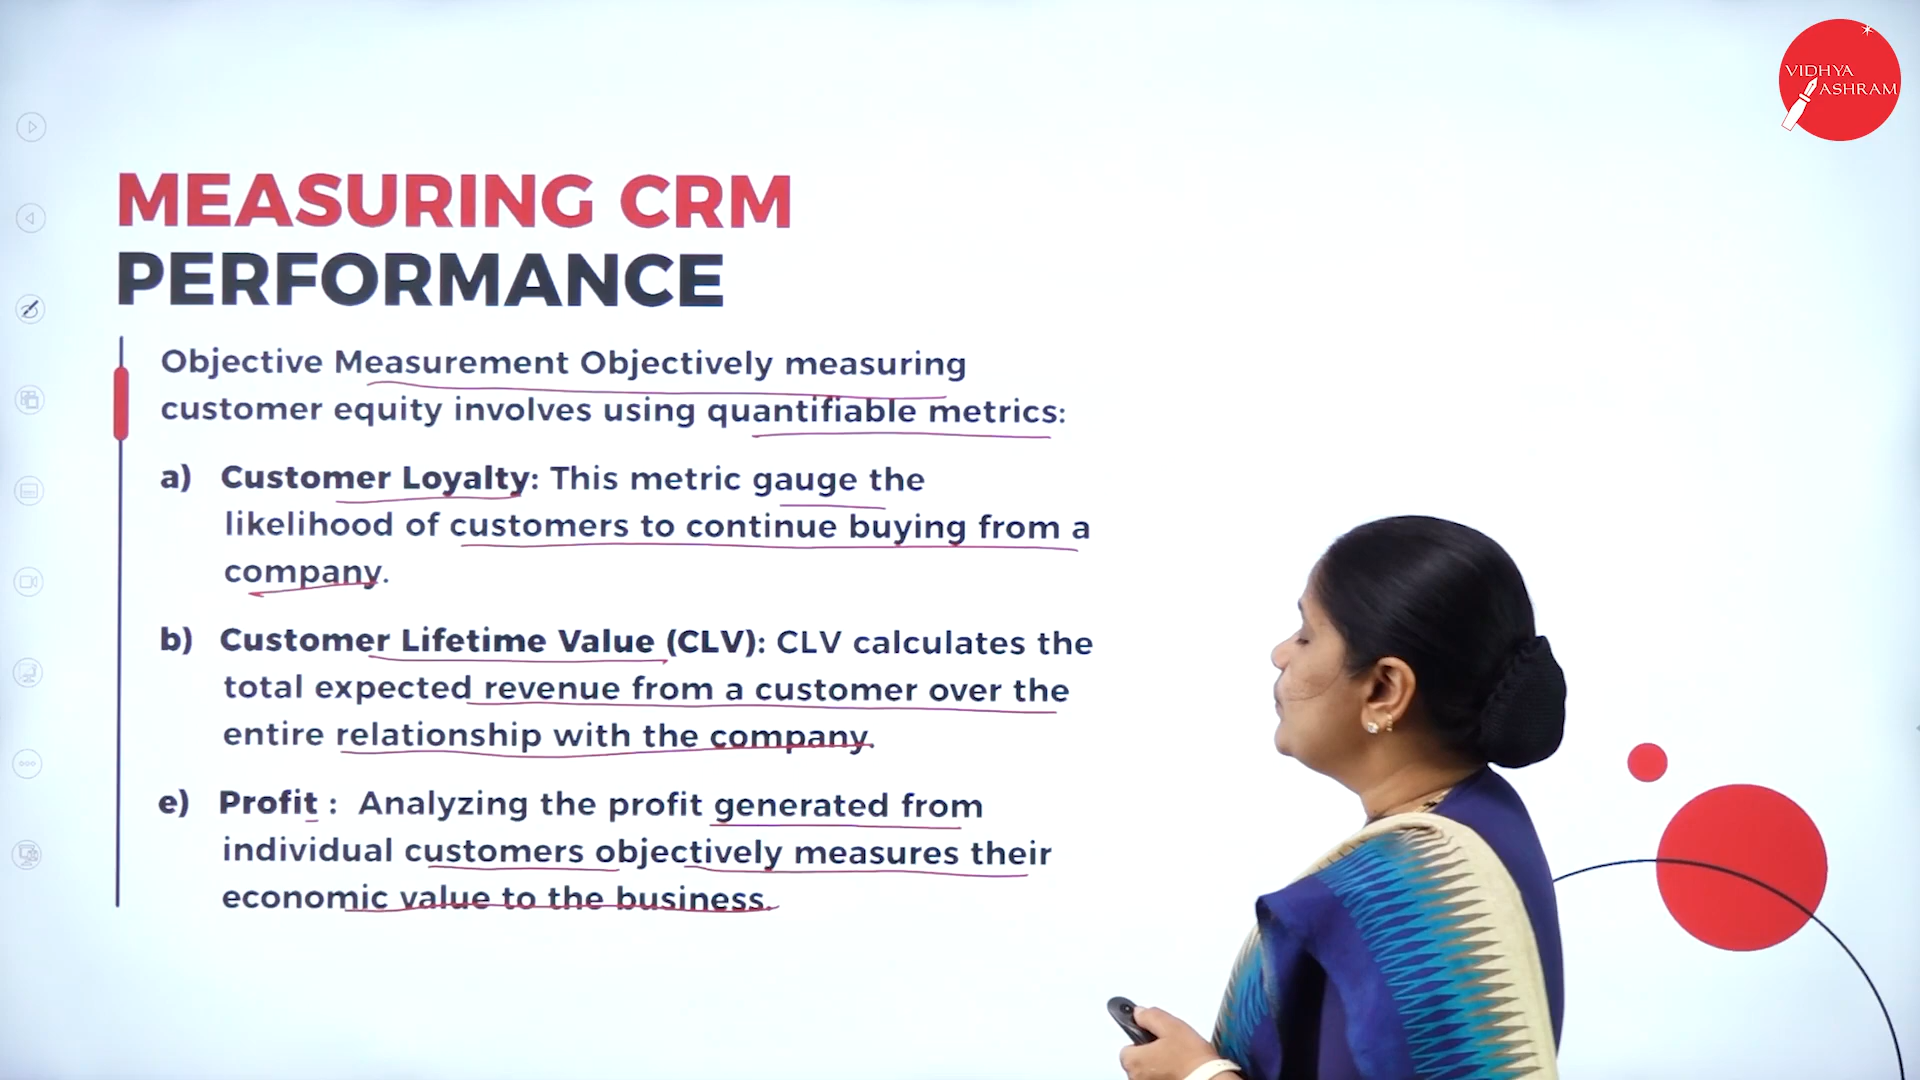 VIDHYA
ASHRAM
MEASURING CRM
PERFORMANCE
Objective Measurement Objectively measuring
customer equity involves using quantifiable metrics:
a) Customer Loyalty: This metric gauge the
likelihood of customers to continue buying from a
company.
b) Customer Lifetime Value (CLV): CLV calculates the
total expected revenue from a customer over the
entire relationship with the company.
e) Profit : Analyzing the profit generated from
individual customers objectively measures their
economic value to the business.